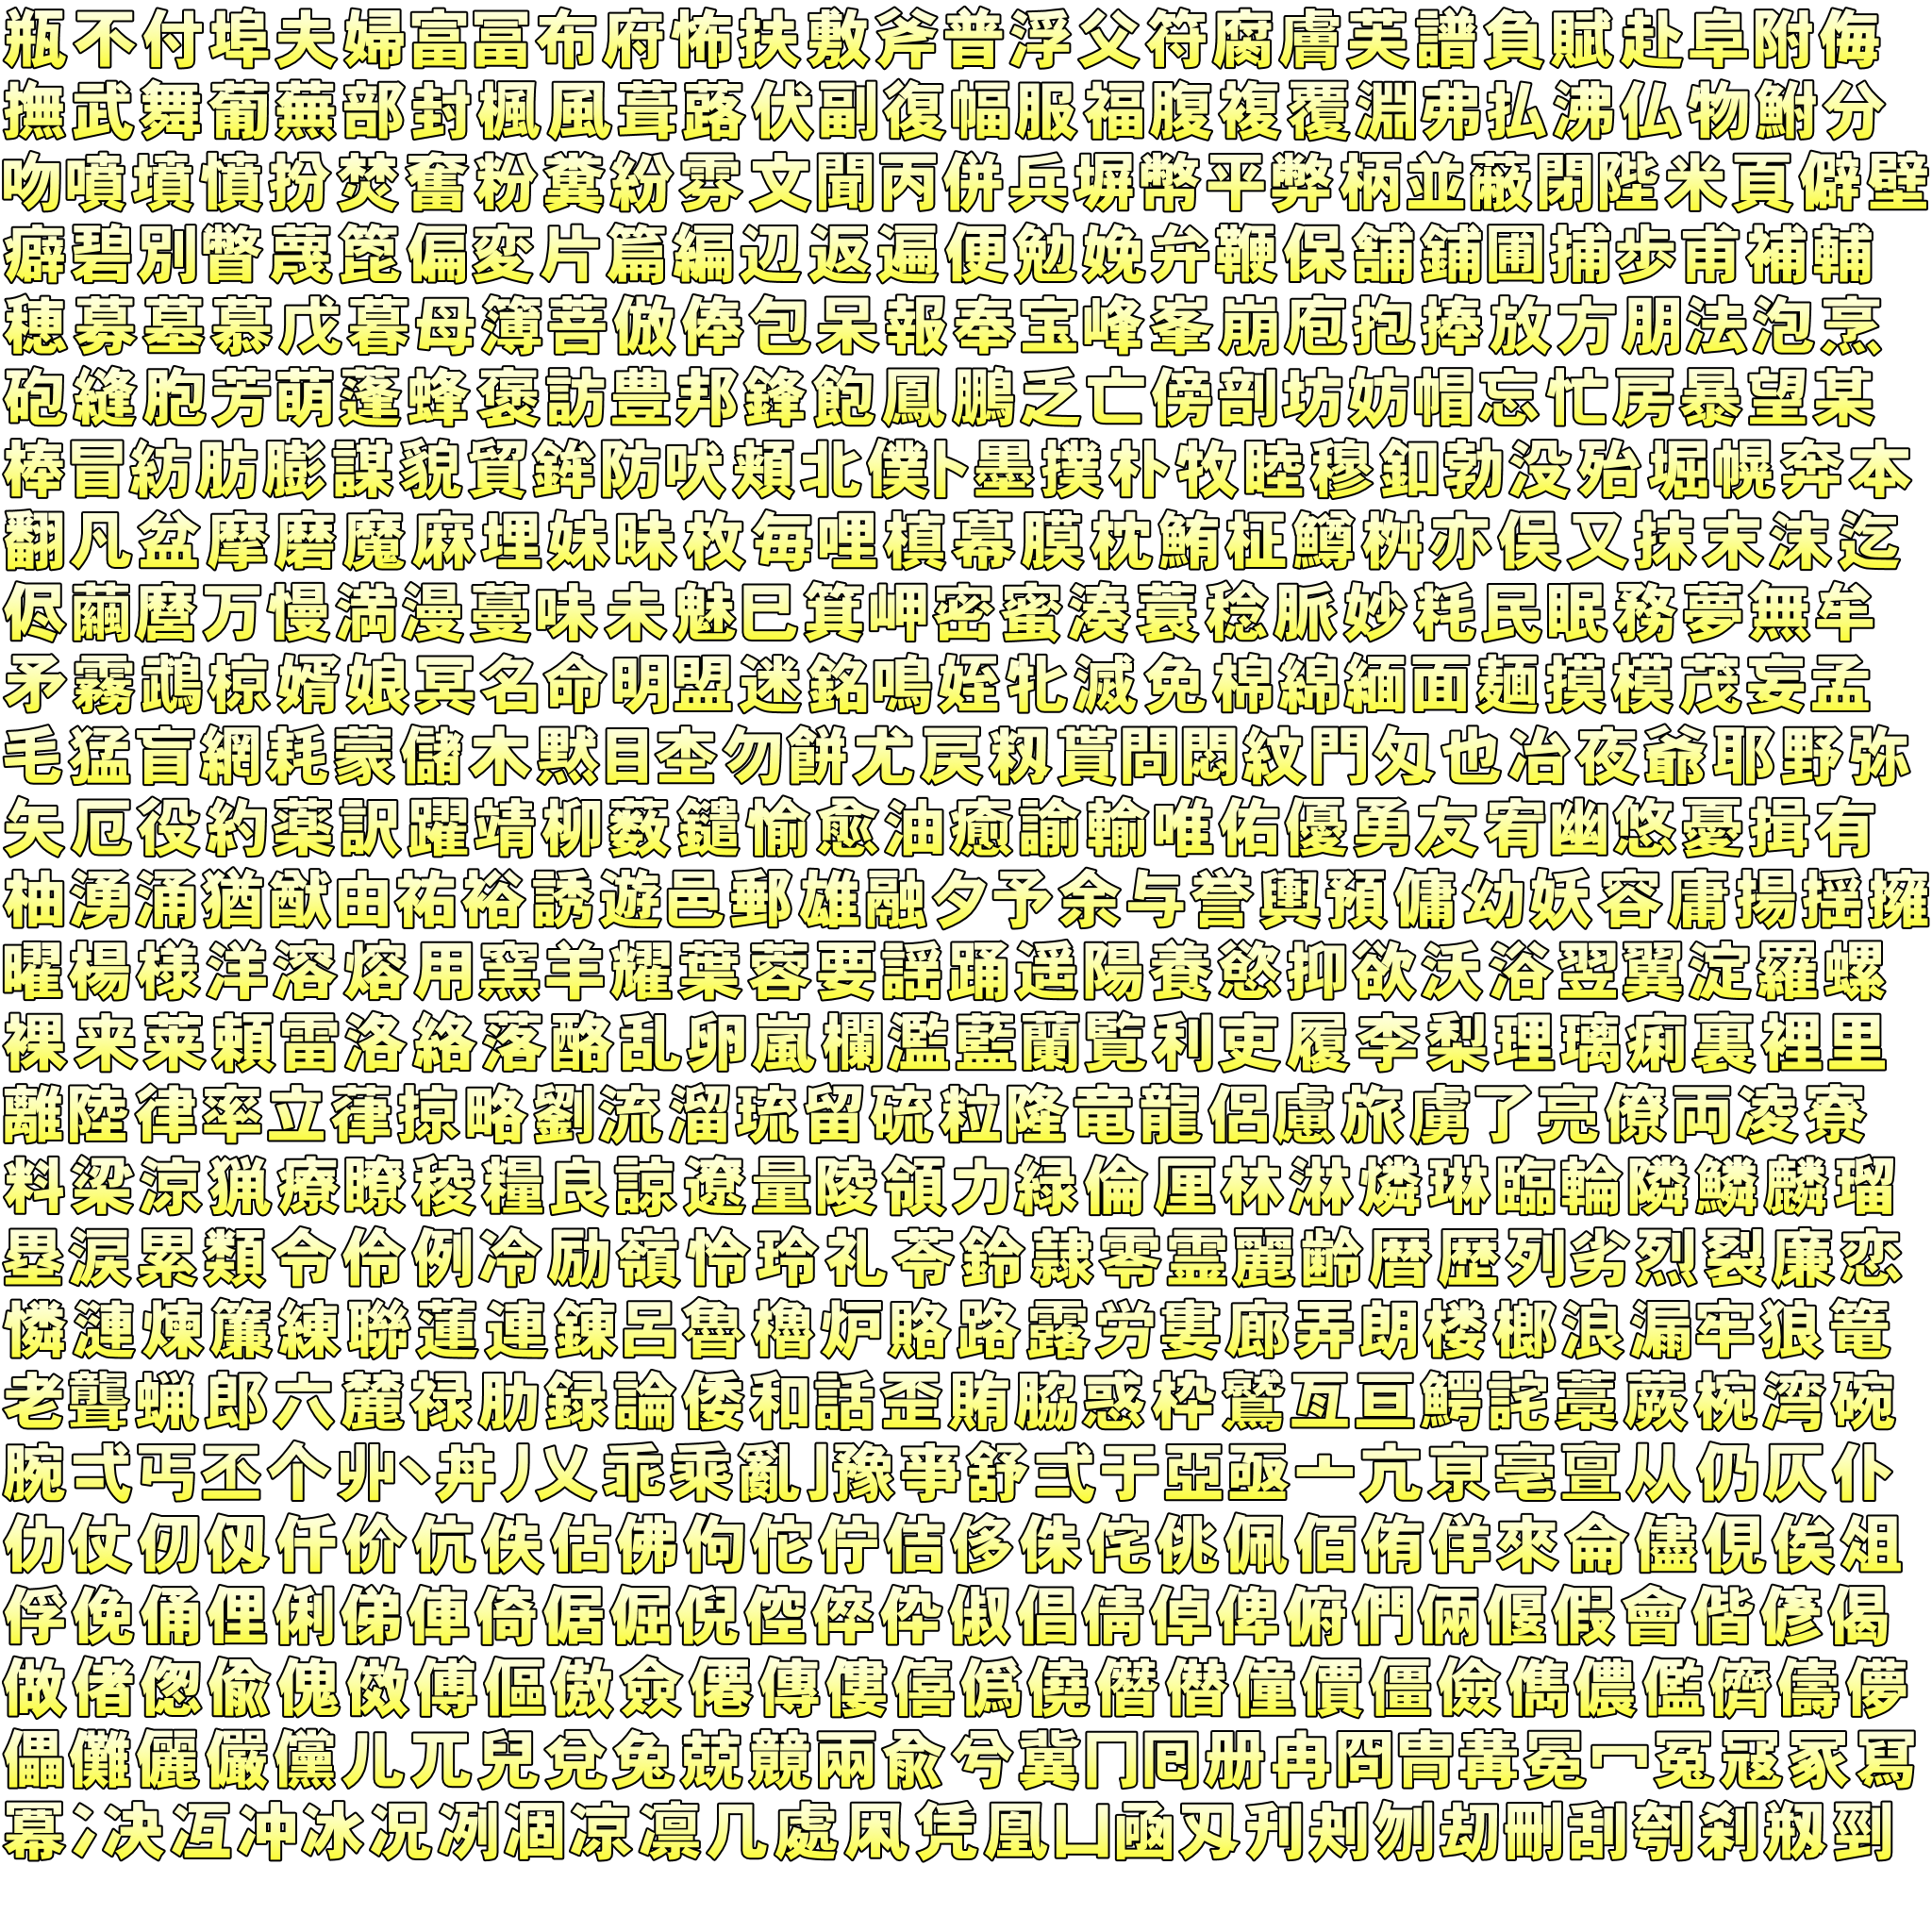 瓶不付埠夫婦富冨布府怖扶敷斧普浮父符腐膚芙譜負賦赴阜附侮
撫武舞葡蕪部封楓風葺蕗伏副復幅服福腹複覆淵弗払沸仏物鮒分
吻噴墳憤扮焚奮粉糞紛雰文聞丙併兵塀幣平弊柄並蔽閉陛米頁僻壁
癖碧別瞥蔑箆偏変片篇編辺返遍便勉娩弁鞭保舗鋪圃捕歩甫補輔
穂募墓慕戊暮母簿菩倣俸包呆報奉宝峰峯崩庖抱捧放方朋法泡烹
砲縫胞芳萌蓬蜂褒訪豊邦鋒飽鳳鵬乏亡傍剖坊妨帽忘忙房暴望某
棒冒紡肪膨謀貌貿鉾防吠頬北僕卜墨撲朴牧睦穆釦勃没殆堀幌奔本
翻凡盆摩磨魔麻埋妹昧枚毎哩槙幕膜枕鮪柾鱒桝亦俣又抹末沫迄
侭繭麿万慢満漫蔓味未魅巳箕岬密蜜湊蓑稔脈妙粍民眠務夢無牟
矛霧鵡椋婿娘冥名命明盟迷銘鳴姪牝滅免棉綿緬面麺摸模茂妄孟
毛猛盲網耗蒙儲木黙目杢勿餅尤戻籾貰問悶紋門匁也冶夜爺耶野弥
矢厄役約薬訳躍靖柳薮鑓愉愈油癒諭輸唯佑優勇友宥幽悠憂揖有
柚湧涌猶猷由祐裕誘遊邑郵雄融夕予余与誉輿預傭幼妖容庸揚揺擁
曜楊様洋溶熔用窯羊耀葉蓉要謡踊遥陽養慾抑欲沃浴翌翼淀羅螺
裸来莱頼雷洛絡落酪乱卵嵐欄濫藍蘭覧利吏履李梨理璃痢裏裡里
離陸律率立葎掠略劉流溜琉留硫粒隆竜龍侶慮旅虜了亮僚両凌寮
料梁涼猟療瞭稜糧良諒遼量陵領力緑倫厘林淋燐琳臨輪隣鱗麟瑠
塁涙累類令伶例冷励嶺怜玲礼苓鈴隷零霊麗齢暦歴列劣烈裂廉恋
憐漣煉簾練聯蓮連錬呂魯櫓炉賂路露労婁廊弄朗楼榔浪漏牢狼篭
老聾蝋郎六麓禄肋録論倭和話歪賄脇惑枠鷲亙亘鰐詫藁蕨椀湾碗
腕弌丐丕个丱丶丼丿乂乖乘亂亅豫亊舒弍于亞亟亠亢亰亳亶从仍仄仆
仂仗仞仭仟价伉佚估佛佝佗佇佶侈侏侘佻佩佰侑佯來侖儘俔俟俎
俘俛俑俚俐俤俥倚倨倔倪倥倅伜俶倡倩倬俾俯們倆偃假會偕偐偈
做偖偬偸傀傚傅傴傲僉僊傳僂僖僞僥僭僣僮價僵儉儁儂儖儕儔儚
儡儺儷儼儻儿兀兒兌兔兢竸兩兪兮冀冂囘册冉冏冑冓冕冖冤冦冢冩
冪冫决冱冲冰况冽凅凉凛几處凩凭凰凵凾刄刋刔刎刧刪刮刳刹剏剄